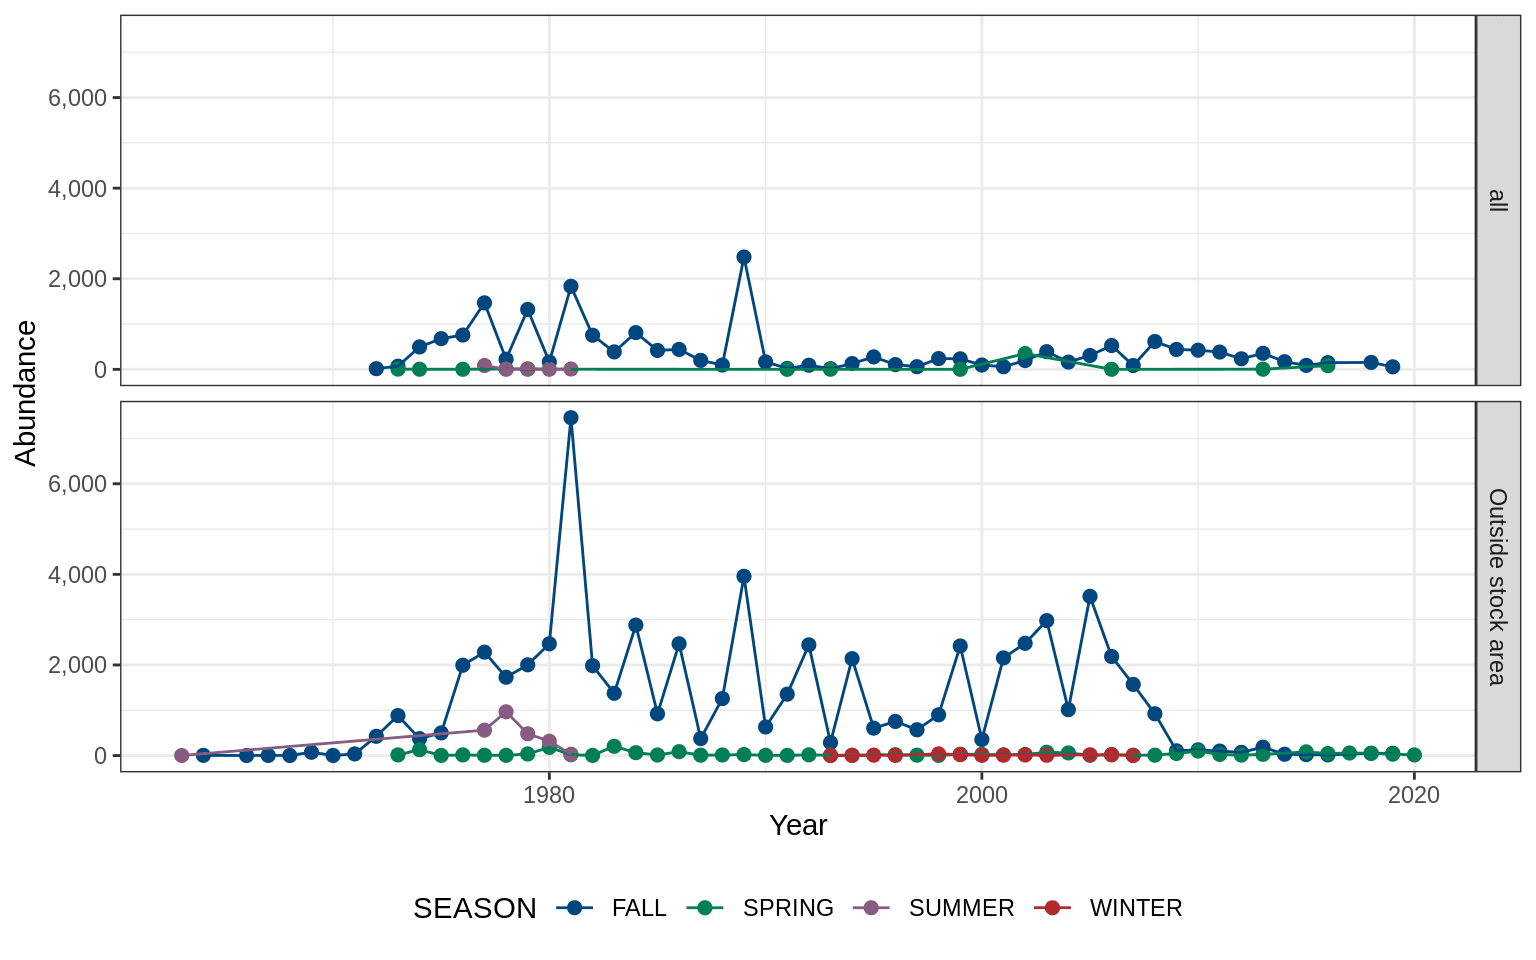 Abundance
6,000
4,000
2,000
0
all
6,000
4,000
2,000
0
Outside stock area
1980 2000 2020
Year
SEASON FALL SPRING SUMMER WINTER